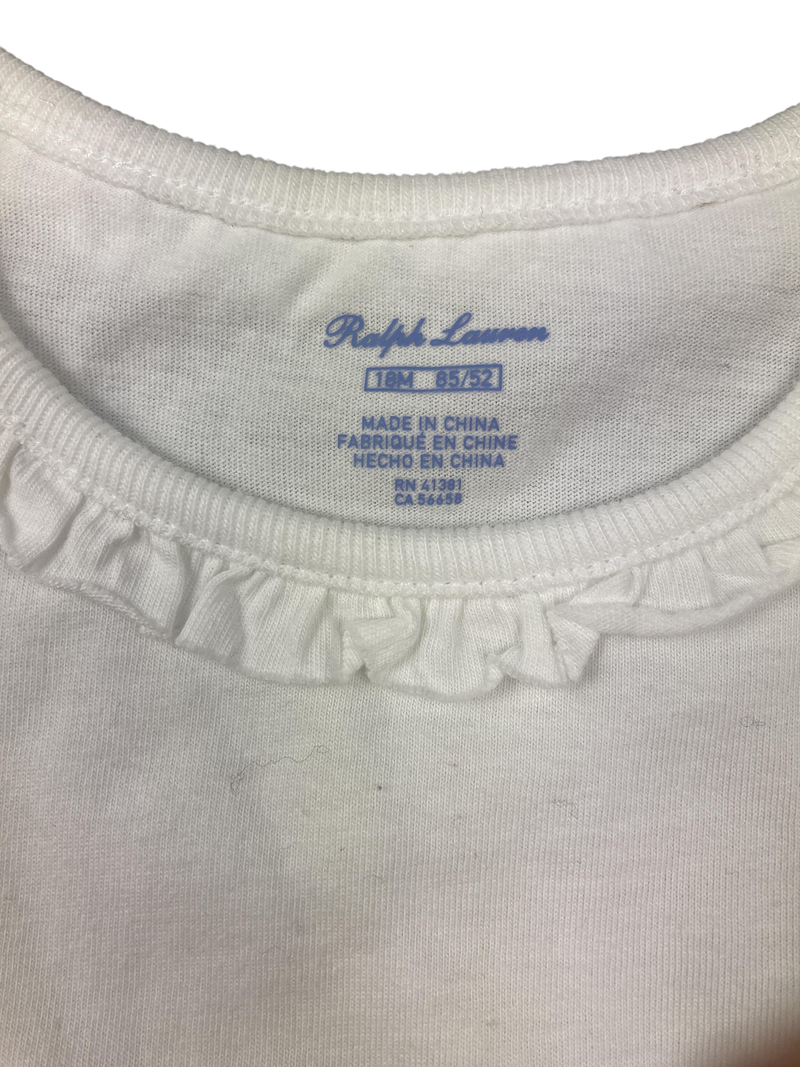 Ralph Lauren
18M 85/52
MADE IN CHINA
FABRIQUÉ EN CHINE
HECHO EN CHINA
RN 41381
CA 56658